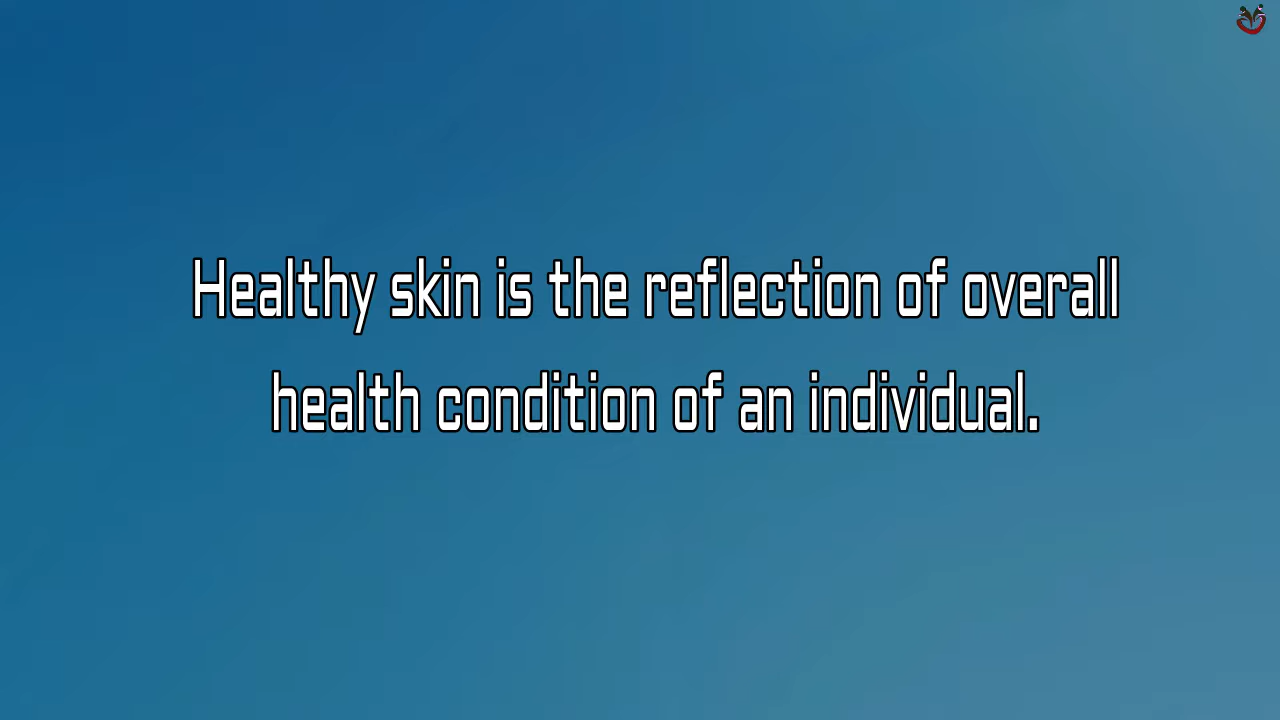 Healthy skin is the reflection of overall
health condition of an individual.